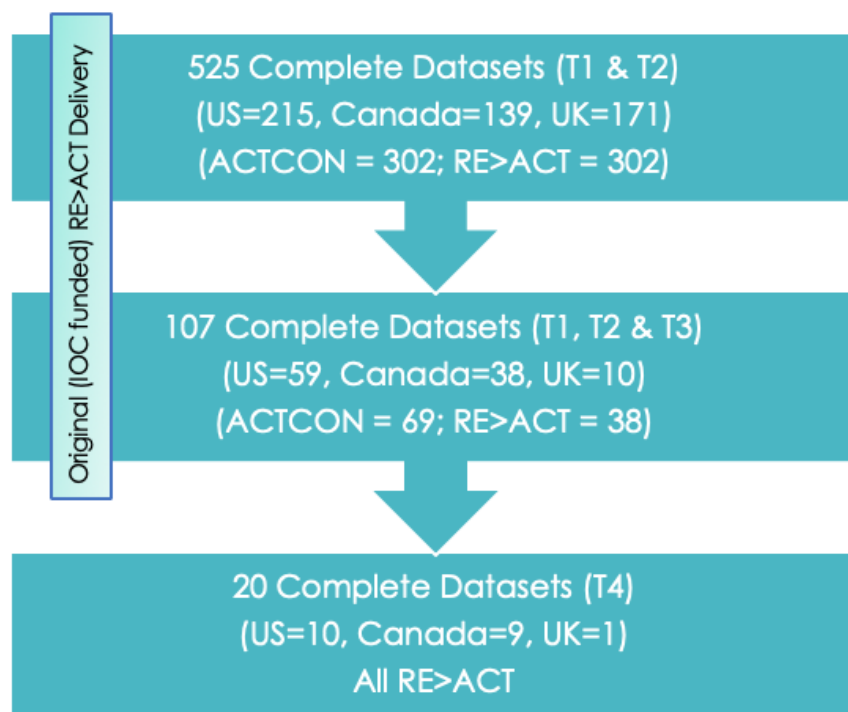 Original (IOC funded) RE>ACT Delivery
525 Complete Datasets (T1 & T2)
(US=215, Canada=139, UK=171)
(ACTCON = 302; RE>ACT = 302)
107 Complete Datasets (T1, T2 & T3)
(US=59, Canada=38, UK=10)
(ACTCON = 69; RE>ACT = 38)
20 Complete Datasets (T4)
(US=10, Canada=9, UK=1)
All RE>ACT